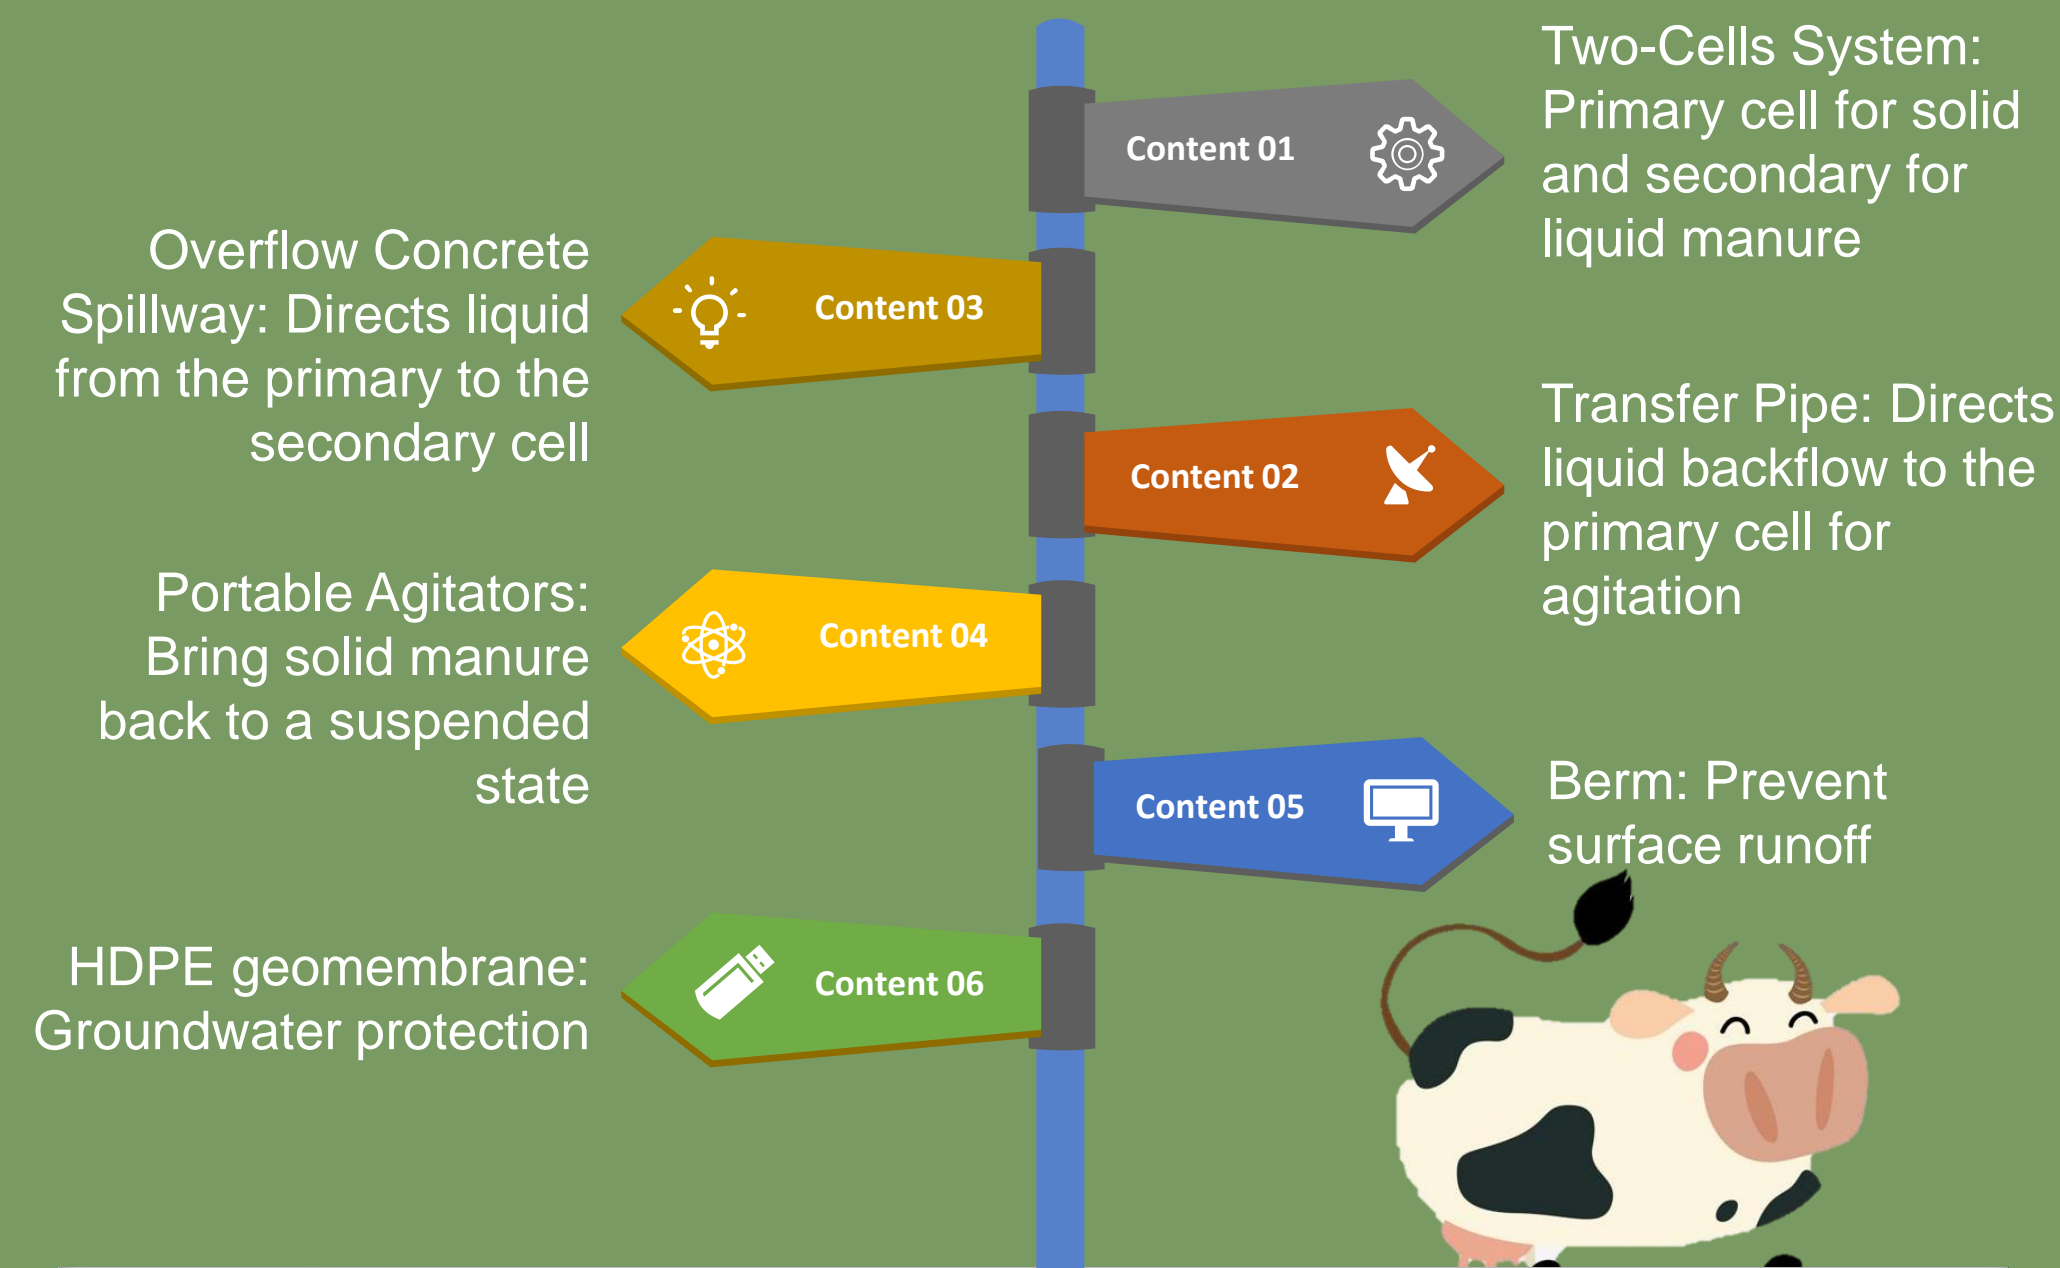 Two-Cells System:
Primary cell for solid
and secondary for
liquid manure
Content 01
Overflow Concrete
Spillway: Directs liquid
from the primary to the
secondary cell
Content 03
Transfer Pipe: Directs
liquid backflow to the
primary cell for
agitation
Content 02
Portable Agitators:
Bring solid manure
back to a suspended
state
Content 04
Berm: Prevent
surface runoff
Content 05
HDPE geomembrane:
Groundwater protection
Content 06